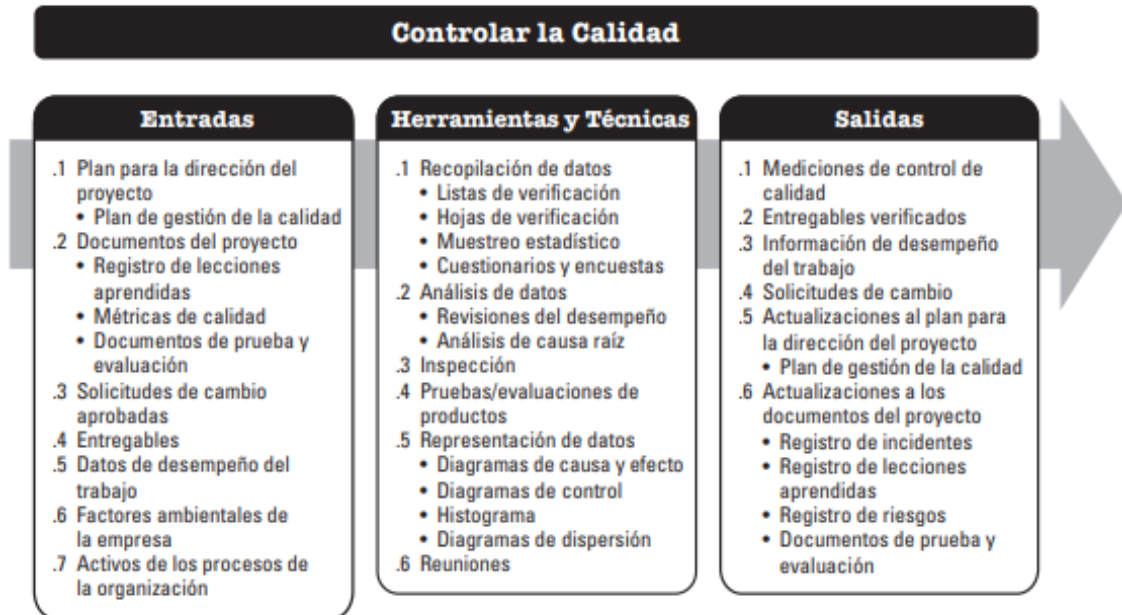 Controlar la Calidad
Entradas
.1 Plan para la dirección del
proyecto
• Plan de gestión de la calidad
.2 Documentos del proyecto
• Registro de lecciones
aprendidas
• Métricas de calidad
• Documentos de prueba y
evaluación
.3 Solicitudes de cambio
aprobadas
.4 Entregables
.5 Datos de desempeño del
trabajo
.6 Factores ambientales de
la empresa
.7 Activos de los procesos de
la organización
Herramientas y Técnicas
.1 Recopilación de datos
• Listas de verificación
• Hojas de verificación
• Muestreo estadístico
• Cuestionarios y encuestas
.2 Análisis de datos
• Revisiones del desempeño
• Análisis de causa raíz
.3 Inspección
.4 Pruebas/evaluaciones de
productos
.5 Representación de datos
• Diagramas de causa y efecto
• Diagramas de control
• Histograma
• Diagramas de dispersión
.6 Reuniones
Salidas
.1 Mediciones de control de
calidad
.2 Entregables verificados
.3 Información de desempeño
del trabajo
.4 Solicitudes de cambio
.5 Actualizaciones al plan para
la dirección del proyecto
• Plan de gestión de la calidad
.6 Actualizaciones a los
documentos del proyecto
• Registro de incidentes
• Registro de lecciones
aprendidas
• Registro de riesgos
• Documentos de prueba y
evaluación